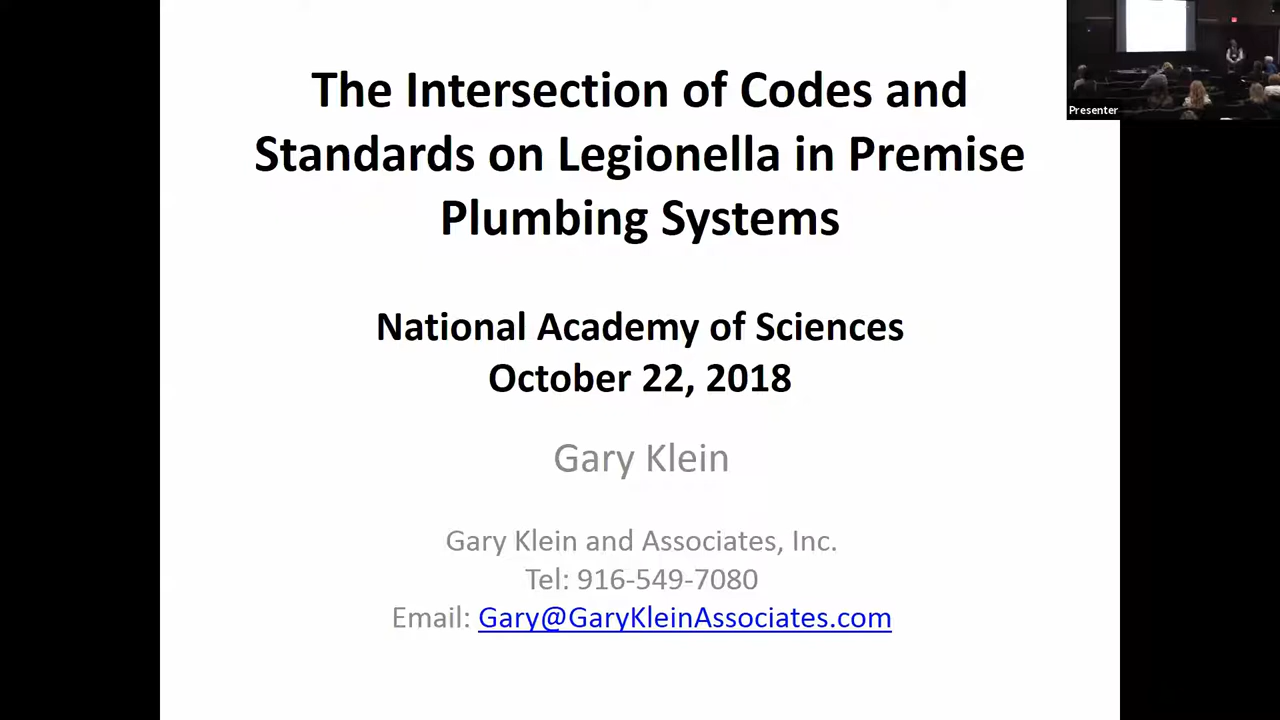 The Intersection of Codes and
Standards on Legionella in Premise
Plumbing Systems
National Academy of Sciences
October 22, 2018
Gary Klein
Gary Klein and Associates, Inc.
Tel: 916-549-7080
Email: Gary@GaryKleinAssociates.com
Presenter